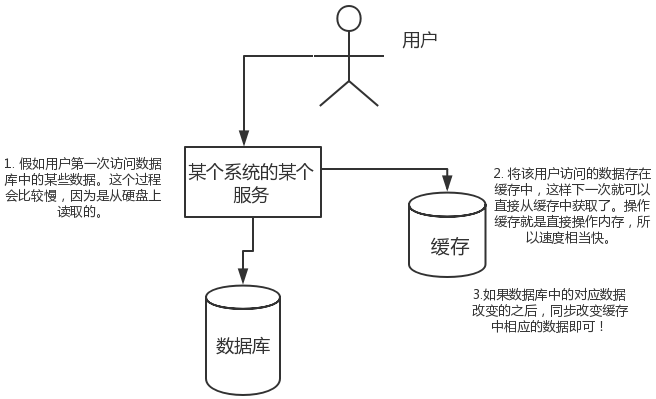 用户
1. 假如用户第一次访问数据
库中的某些数据。这个过程
会比较慢，因为是从硬盘上
读取的。
某个系统的某个
服务
2. 将该用户访问的数据存在
缓存中，这样下一次就可以
直接从缓存中获取了。操作
缓存就是直接操作内存，所
以速度相当快。
缓存
3.如果数据库中的对应数据
改变的之后，同步改变缓存
中相应的数据即可！
数据库